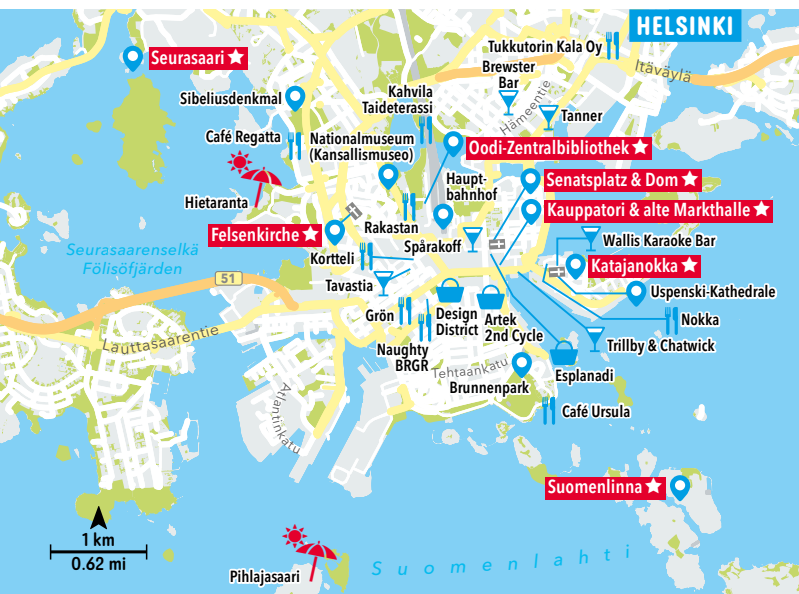 HELSINKI
Tukkutorin Kala Oy
Seurasaari
Brewster
Bar
Itäväylä
Kahvila
Taideterassi
Sibeliusdenkmal
Hämeentie
Tanner
Café Regatta
Nationalmuseum
(Kansallismuseo)
Oodi-Zentralbibliothek
Haupt-
bahnhof
Senatsplatz & Dom
Hietaranta
Kauppatori & alte Markthalle
Rakastan
Felsenkirche
Spårakoff
Wallis Karaoke Bar
Seurasaarenselkä
Fölisöfjärden
Kortteli
Katajanokka
51
Tavastia
Uspenski-Kathedrale
Grön
Design
District
Artek
2nd Cycle
Nokka
Lauttasaarentie
Trillby & Chatwick
Naughty
BRGR
Tehtaankatu
Esplanadi
Brunnenpark
Atlantinkatu
Café Ursula
Suomenlinna
1 km
0.62 mi
Suomenlahti
Pihlajasaari